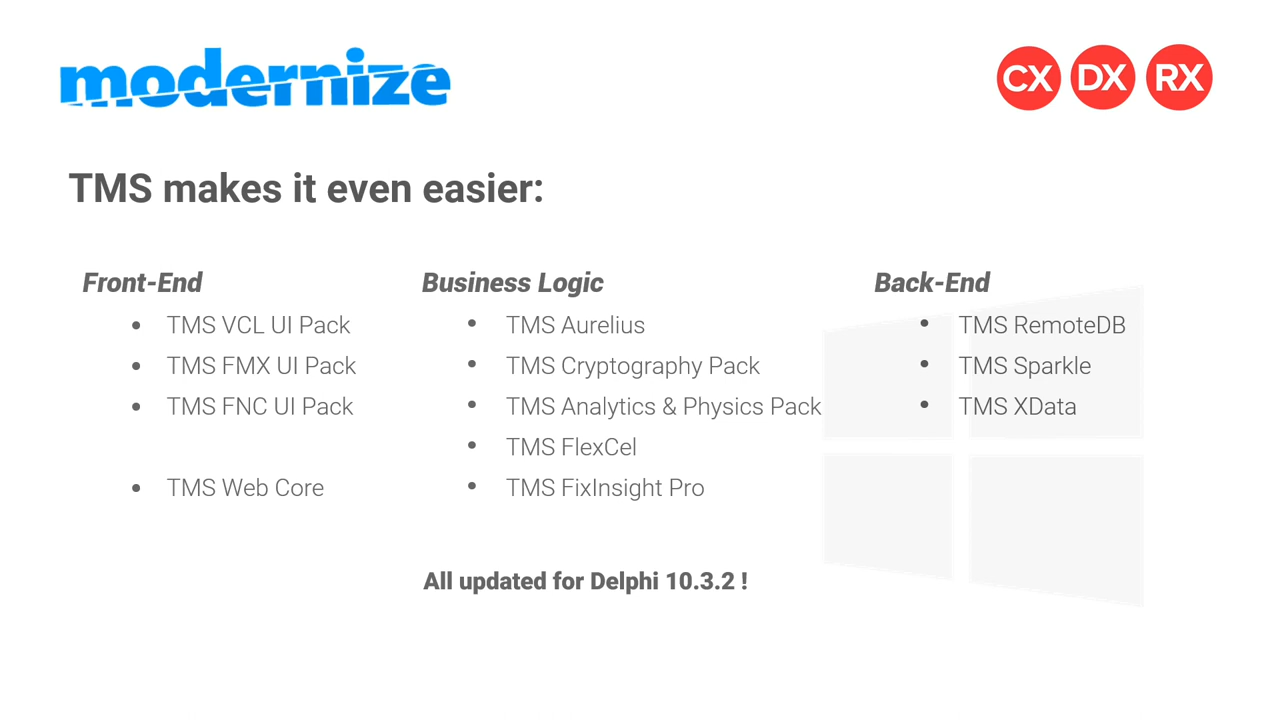 modernize
CX DX RX
TMS makes it even easier:
Front-End
• TMS VCL UI Pack
• TMS FMX UI Pack
• TMS FNC UI Pack
• TMS Web Core
Business Logic
• TMS Aurelius
• TMS Cryptography Pack
• TMS Analytics & Physics Pack
• TMS FlexCel
• TMS FixInsight Pro
Back-End
• TMS RemoteDB
• TMS Sparkle
• TMS XData
All updated for Delphi 10.3.2 !